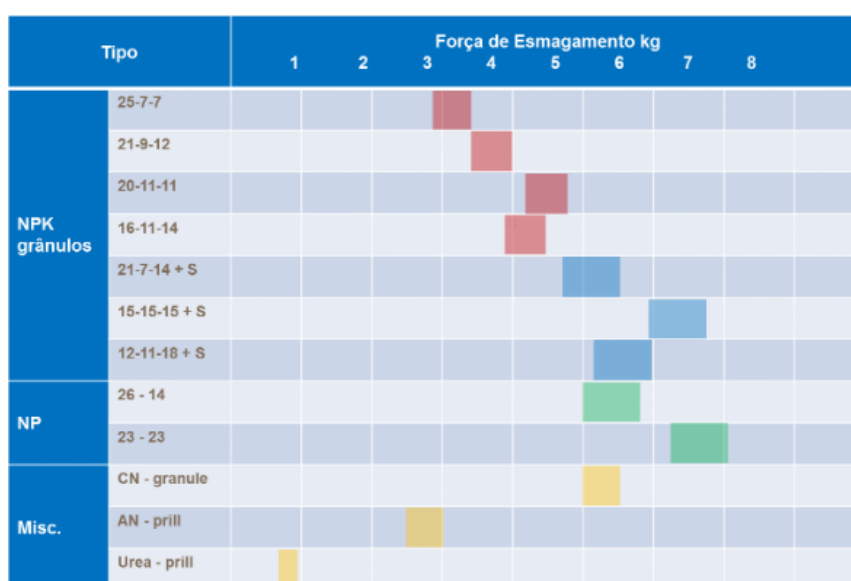 Tipo
Força de Esmagamento kg
1 2 3 4 5 6 7 8
NPK
grânulos
25-7-7
21-9-12
20-11-11
16-11-14
21-7-14 + S
15-15-15 + S
12-11-18 + S
NP
26 - 14
23 - 23
Misc.
CN - granule
AN - prill
Urea - prill